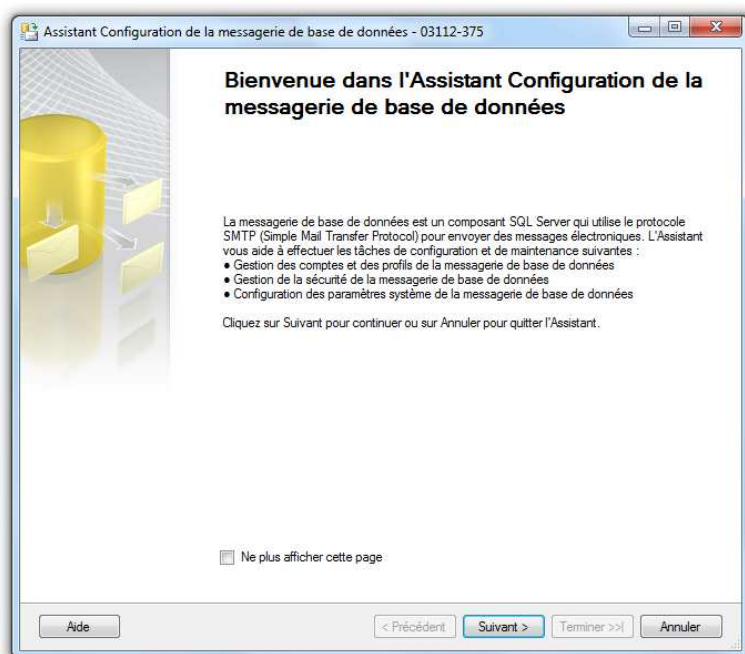 Assistant Configuration de la messagerie de base de données - 03112-375
Bienvenue dans l'Assistant Configuration de la
messagerie de base de données
La messagerie de base de données est un composant SQL Server qui utilise le protocole
SMTP (Simple Mail Transfer Protocol) pour envoyer des messages électroniques. L'Assistant
vous aide à effectuer les tâches de configuration et de maintenance suivantes :
● Gestion des comptes et des profils de la messagerie de base de données
● Gestion de la sécurité de la messagerie de base de données
● Configuration des paramètres système de la messagerie de base de données
Cliquez sur Suivant pour continuer ou sur Annuler pour quitter l'Assistant.
Ne plus afficher cette page
Aide
< Précédent
Suivant >
Terminer >>|
Annuler